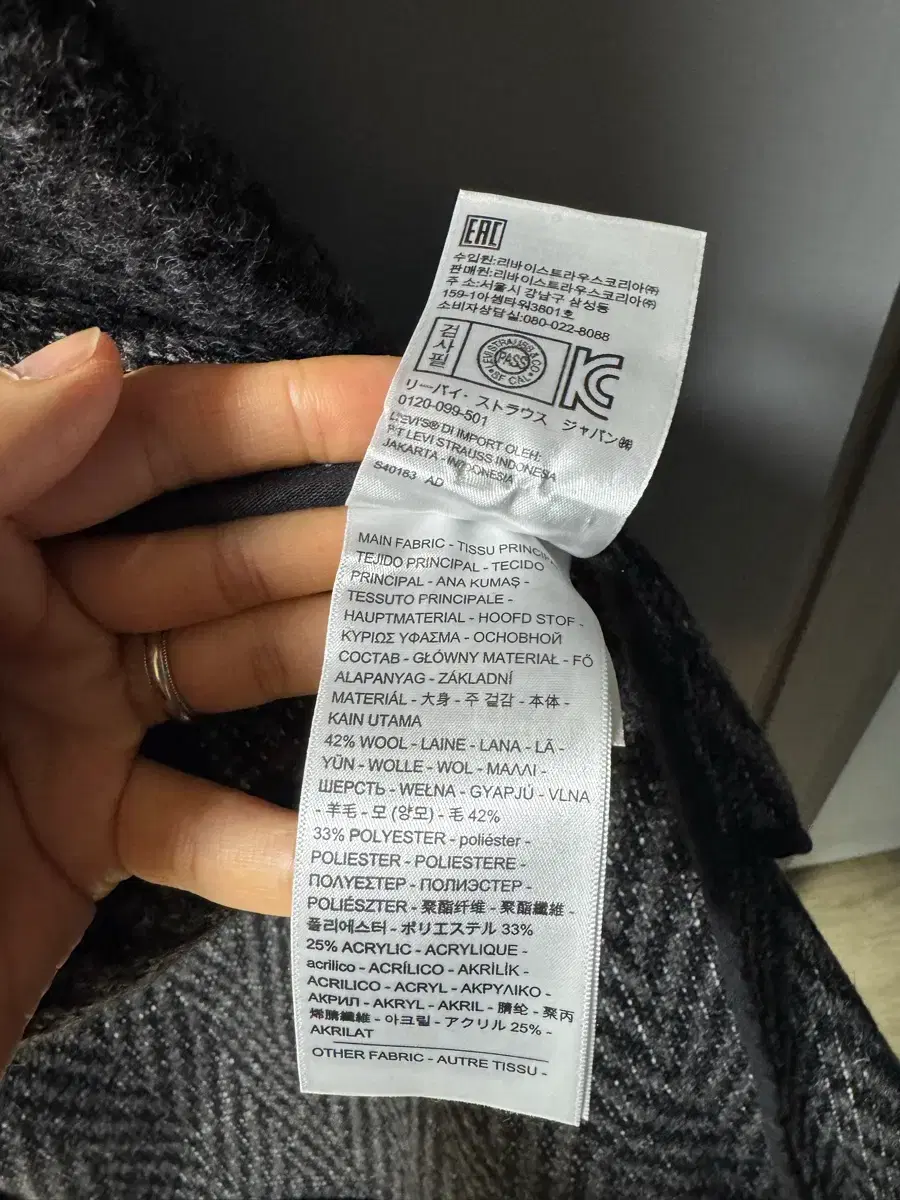 EAC
수입원:리바이스트라우스코리아㈜
판매원:리바이스트라우스코리아㈜
주 소:서울시 강남구 삼성동
159-1아셈타워3801호
소비자상담실:080-022-8088
검사필
LEVI STRAUSS & CO
PASS
SF CAL
KC
リーバイ・ストラウス ジャパン㈱
0120-099-501
LEVI'S® DI IMPORT OLEH:
PT LEVI STRAUSS INDONESIA
JAKARTA - INDONESIA
S40183 AD
MAIN FABRIC - TISSU
TEJIDO PRINCIPAL - TECIDO
PRINCIPAL - ANA KUMAŞ -
TESSUTO PRINCIPALE -
HAUPTMATERIAL - HOOFD STOF -
ΚΥΡΙΩΣ ΥΦΑΣΜΑ - ОСНОВНОЙ
СОСТАВ - GŁÓWNY MATERIAŁ - FŐ
ALAPANYAG - ZÁKLADNÍ
MATERIÁL - 大身 - 주 겉감 - 本体 -
KAIN UTAMA
42% WOOL - LAINE - LANA - LÃ -
YÜN - WOLLE - WOL - ΜΑΛΛΙ -
ШЕРСТЬ - WEŁNA - GYAPJÚ - VLNA
- 羊毛 - 모 (양모) - 毛 42%
33% POLYESTER - poliéster -
POLIESTER - POLIESTERE -
ΠΟΛΥΕΣΤΕΡ - ПОЛИЭСТЕР -
POLIÉSZTER - 聚酯纤维 - 聚酯纖維 -
폴리에스터 - ポリエステル 33%
25% ACRYLIC - ACRYLIQUE -
acrilico - ACRÍLICO - AKRİLİK -
ACRILICO - ACRYL - ΑΚΡΥΛΙΚΟ -
АКРИЛ - AKRYL - AKRIL - 腈纶 - 聚丙
烯腈纖維 - 아크릴 - アクリル 25% -
AKRILAT
OTHER FABRIC - AUTRE TISSU -